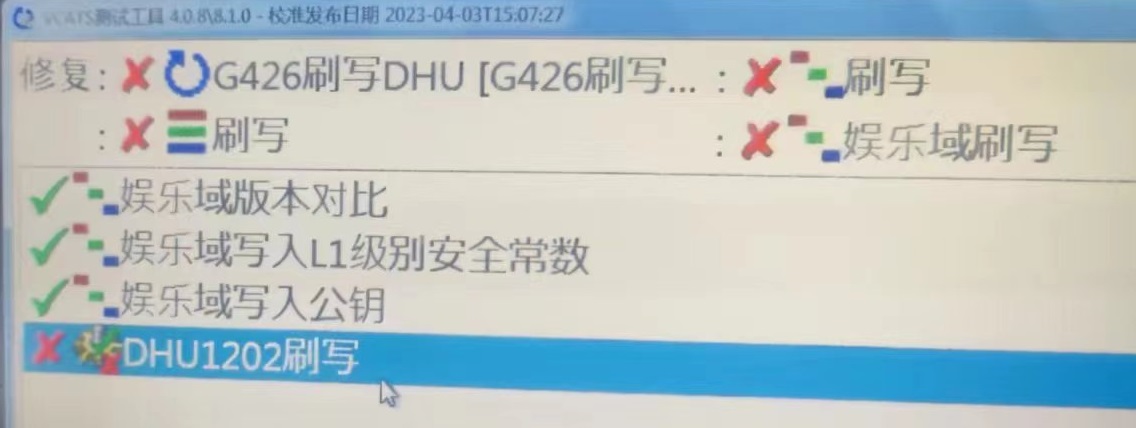 VCATS测试工具 4.0.8\8.1.0 - 校准发布日期 2023-04-03T15:07:27
修复: G426刷写DHU [G426刷写... : 刷写
: 刷写 : 娱乐域刷写
娱乐域版本对比
娱乐域写入L1级别安全常数
娱乐域写入公钥
DHU1202刷写